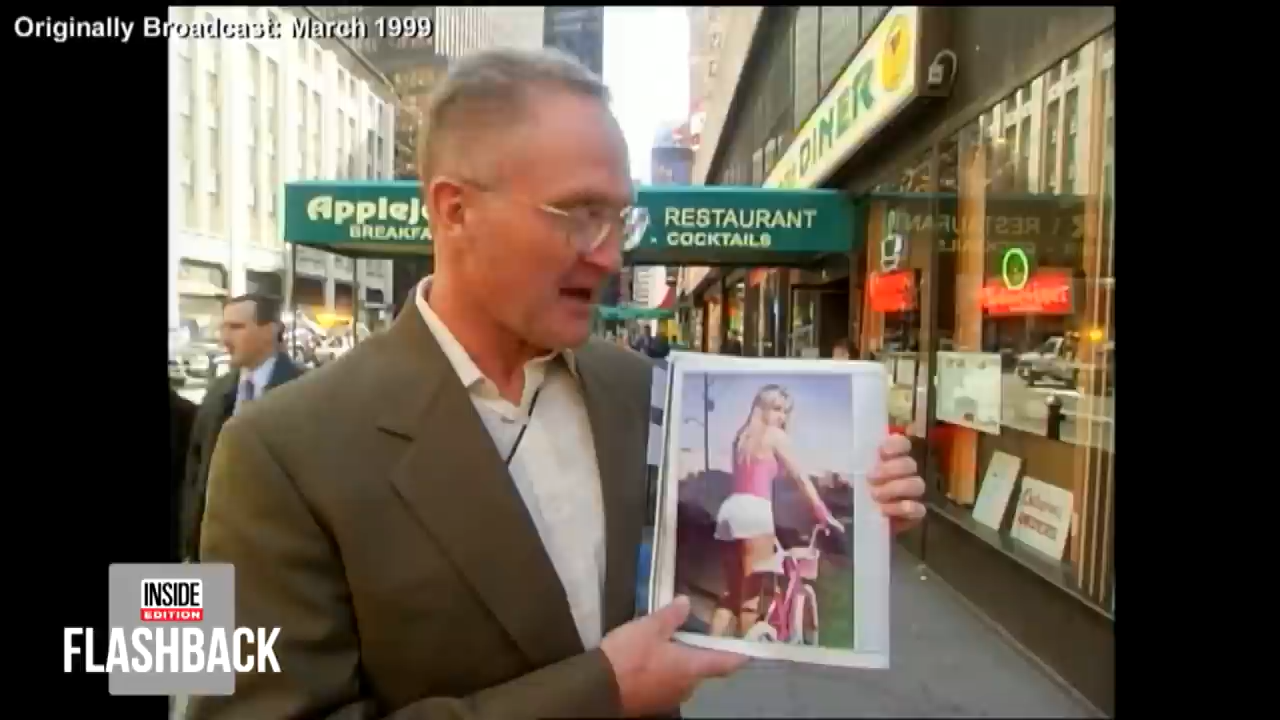 Originally Broadcast: March 1999
DINER
Applej
RESTAURANT
BREAKFA
COCKTAILS
INSIDE
EDITION
FLASHBACK